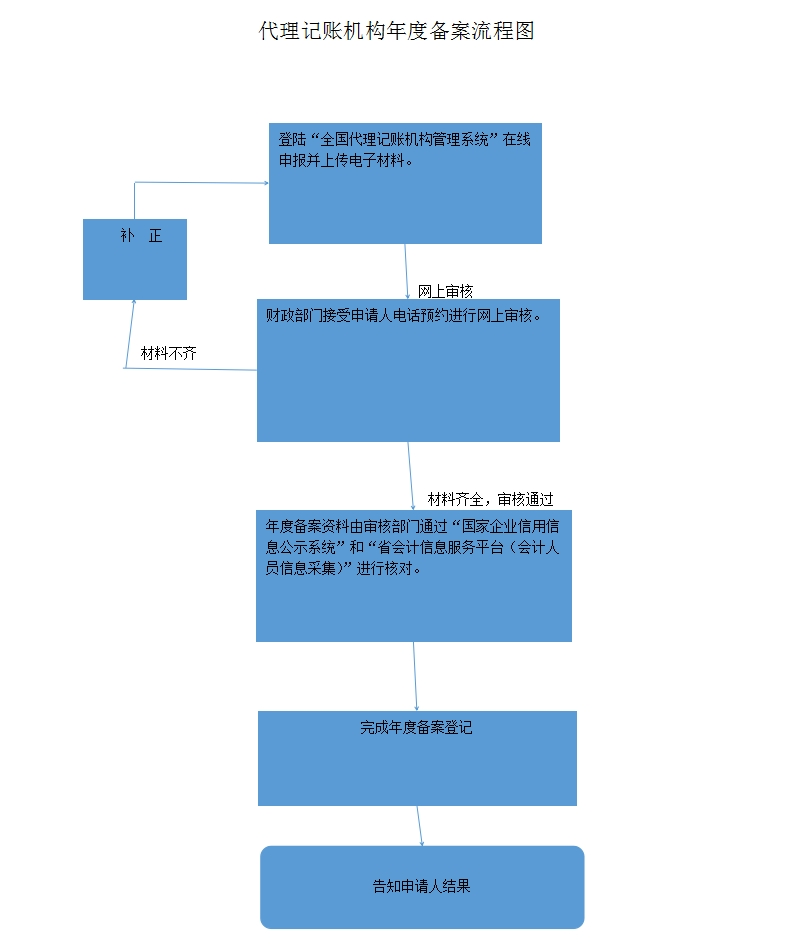 代理记账机构年度备案流程图
登陆“全国代理记账机构管理系统”在线
申报并上传电子材料。
补 正
网上审核
财政部门接受申请人电话预约进行网上审核。
材料不齐
材料齐全，审核通过
年度备案资料由审核部门通过“国家企业信用信
息公示系统”和“省会计信息服务平台（会计人
员信息采集）”进行核对。
完成年度备案登记
告知申请人结果